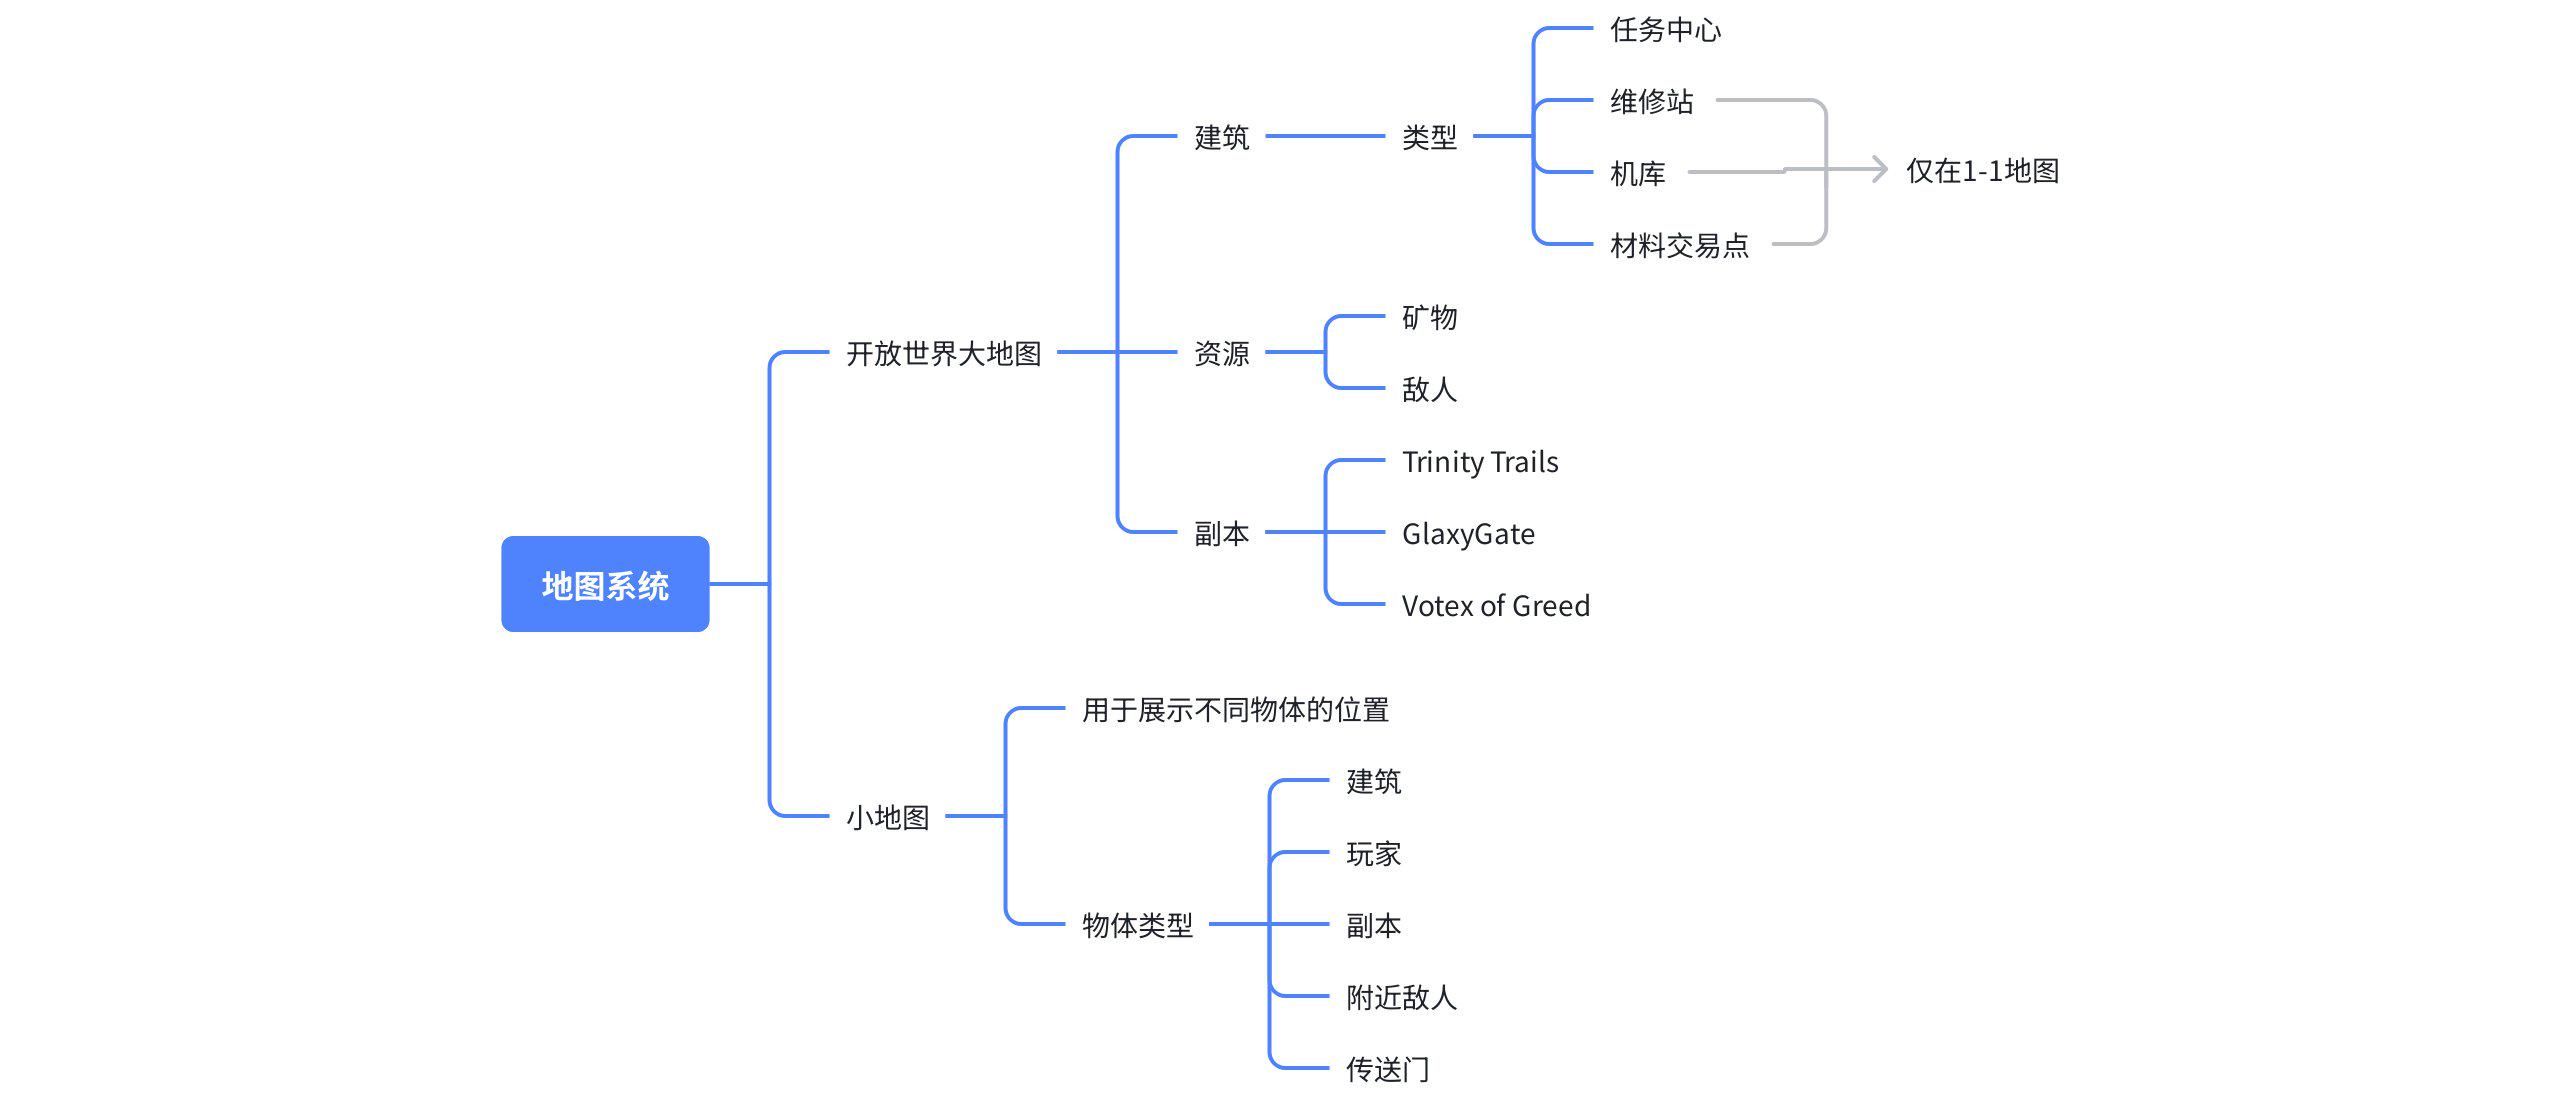 地图系统
开放世界大地图
建筑
类型
任务中心
维修站
机库
材料交易点
仅在1-1地图
资源
矿物
敌人
副本
Trinity Trails
GlaxyGate
Votex of Greed
小地图
用于展示不同物体的位置
物体类型
建筑
玩家
副本
附近敌人
传送门